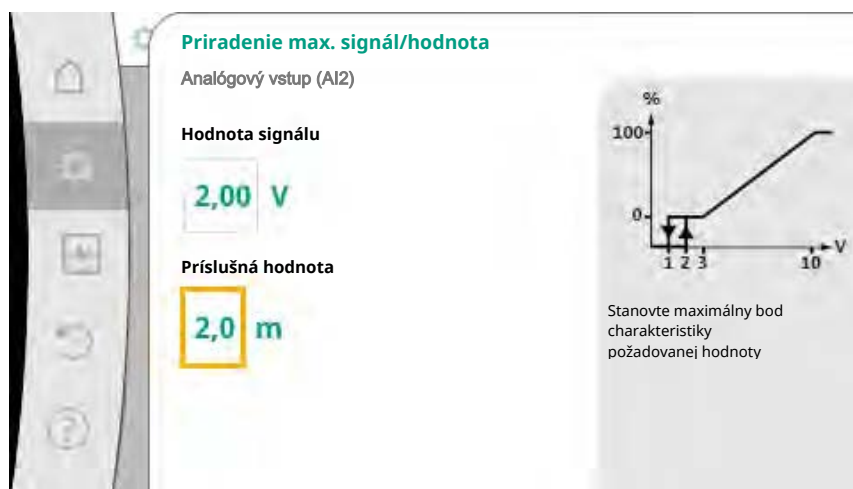 Priradenie max. signál/hodnota
Analógový vstup (AI2)
Hodnota signálu
2,00 V
Príslušná hodnota
2,0 m
%
100
0
1 2 3 10 V
Stanovte maximálny bod
charakteristiky
požadovanej hodnoty
?